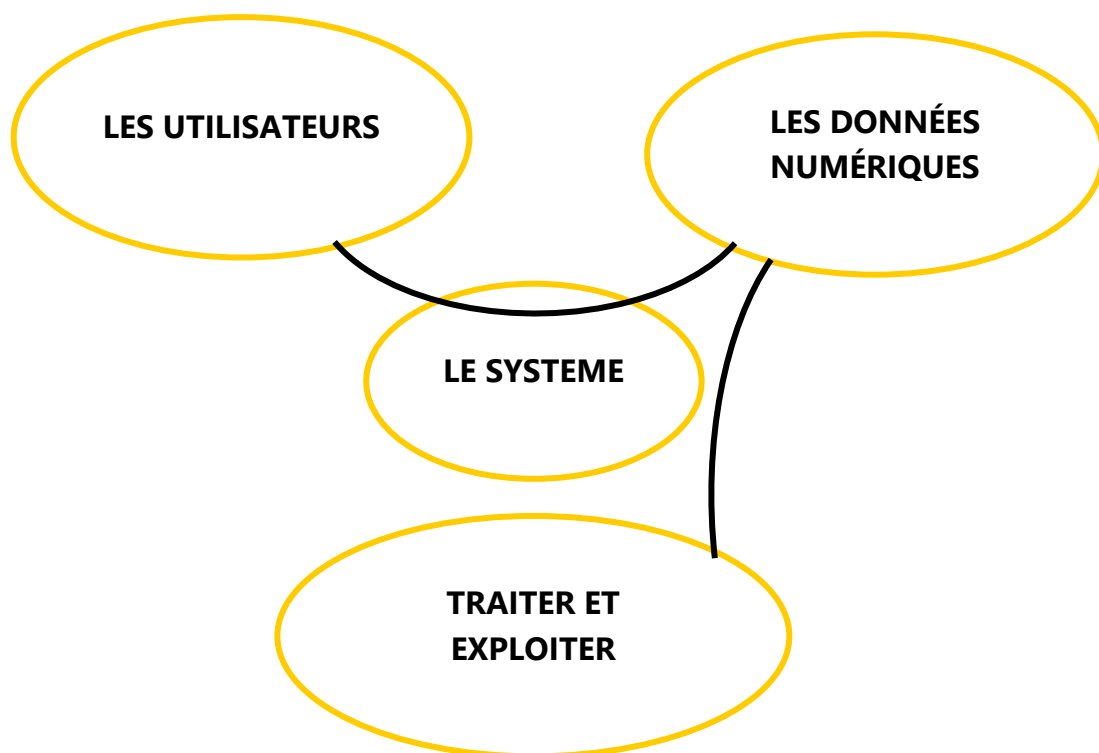 LES UTILISATEURS
LES DONNÉES
NUMÉRIQUES
LE SYSTEME
TRAITER ET
EXPLOITER